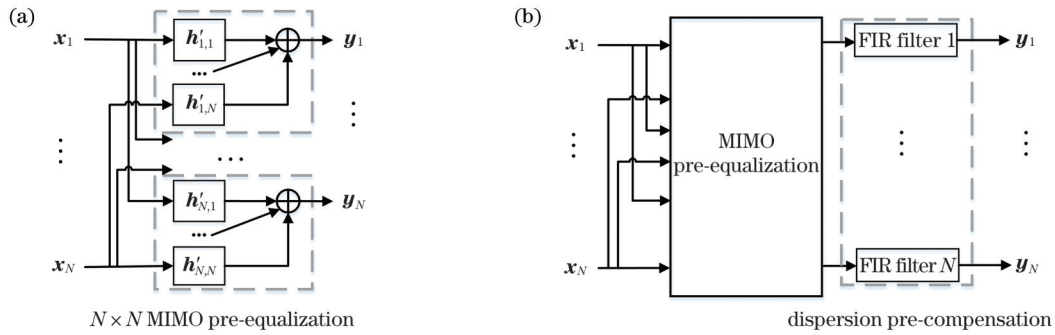 (a)
x₁
h′₁,₁
y₁
...
h′₁,N
⋮
⋮
...
h′N,₁
yN
...
xN
h′N,N
N × N MIMO pre-equalization
(b)
x₁
FIR filter 1
y₁
⋮
MIMO
pre-equalization
⋮
⋮
xN
FIR filter N
yN
dispersion pre-compensation